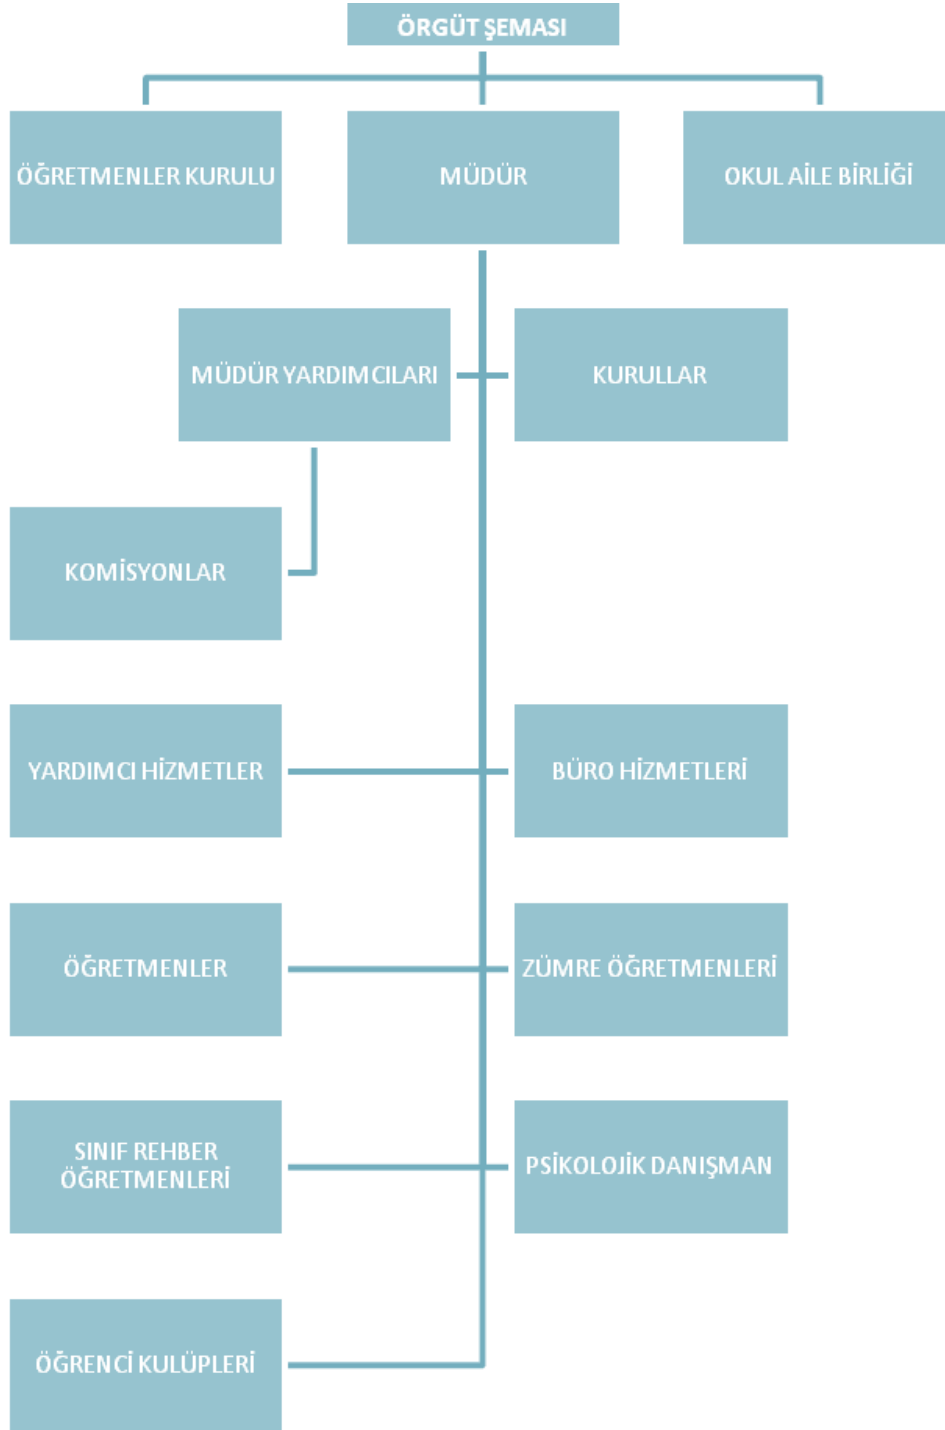 ÖRGÜT ŞEMASI
ÖĞRETMENLER KURULU
MÜDÜR
OKUL AİLE BİRLİĞİ
MÜDÜR YARDIMCILARI
KURULLAR
KOMİSYONLAR
YARDIMCI HİZMETLER
BÜRO HİZMETLERİ
ÖĞRETMENLER
ZÜMRE ÖĞRETMENLERİ
SINIF REHBER
ÖĞRETMENLERİ
PSİKOLOJİK DANIŞMAN
ÖĞRENCİ KULÜPLERİ